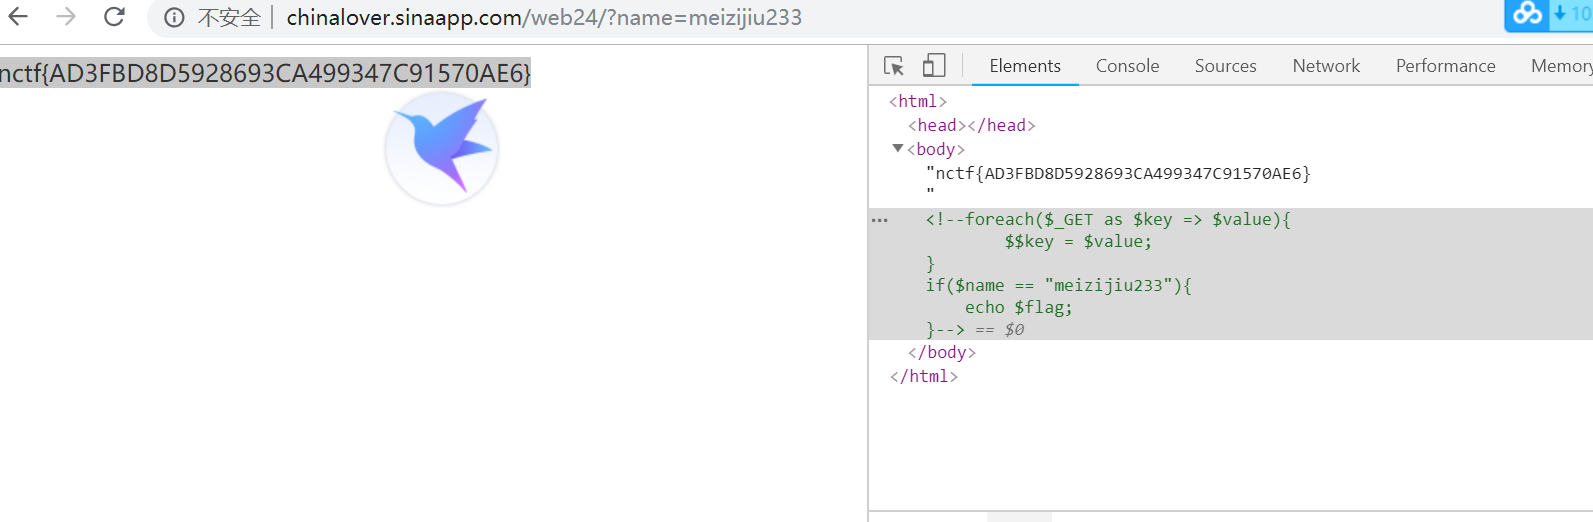 不安全 | chinalover.sinaapp.com/web24/?name=meizijiu233
10
nctf{AD3FBD8D5928693CA499347C91570AE6}
Elements Console Sources Network Performance Memory
<html>
<head></head>
<body>
"nctf{AD3FBD8D5928693CA499347C91570AE6}
"
... <!--foreach($_GET as $key => $value){
$$key = $value;
}
if($name == "meizijiu233"){
echo $flag;
}--> == $0
</body>
</html>